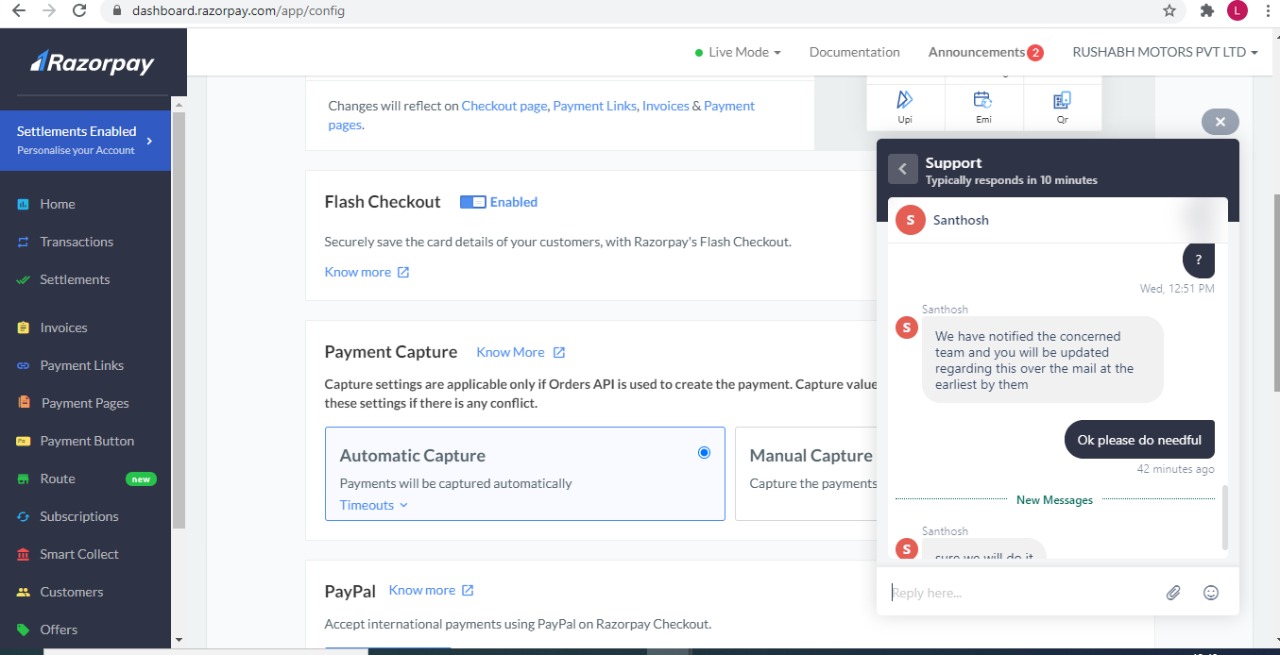 dashboard.razorpay.com/app/config
L
Razorpay
Live Mode
Documentation
Announcements 2
RUSHABH MOTORS PVT LTD
Settlements Enabled
Personalise your Account
Home
Transactions
Settlements
Invoices
Payment Links
Payment Pages
Payment Button
Route new
Subscriptions
Smart Collect
Customers
Offers
Changes will reflect on Checkout page, Payment Links, Invoices & Payment
pages.
Upi
Emi
Qr
Flash Checkout Enabled
Securely save the card details of your customers, with Razorpay's Flash Checkout.
Know more
Payment Capture Know More
Capture settings are applicable only if Orders API is used to create the payment. Capture value
these settings if there is any conflict.
Automatic Capture
Payments will be captured automatically
Timeouts
Manual Capture
Capture the payments
PayPal Know more
Accept international payments using PayPal on Razorpay Checkout.
Support
Typically responds in 10 minutes
S Santhosh
?
Wed, 12:51 PM
Santhosh
S
We have notified the concerned
team and you will be updated
regarding this over the mail at the
earliest by them
Ok please do needful
42 minutes ago
New Messages
Santhosh
S
sure we will do it
Reply here...